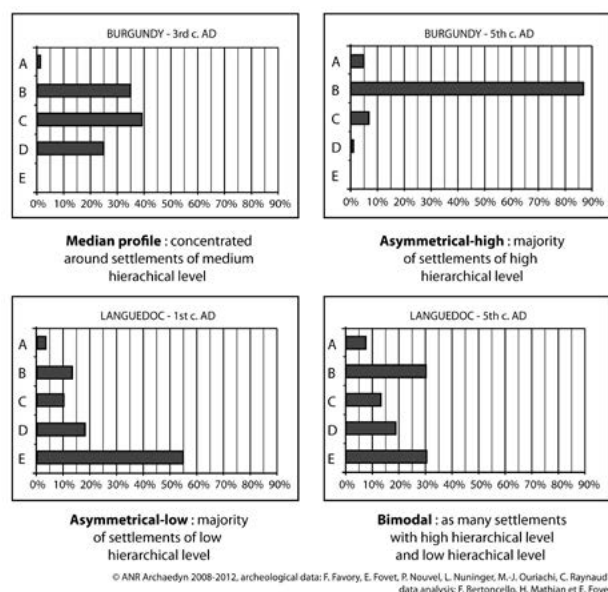 BURGUNDY - 3rd c. AD
A
B
C
D
E
0% 10% 20% 30% 40% 50% 60% 70% 80% 90%
Median profile : concentrated
around settlements of medium
hierachical level
BURGUNDY - 5th c. AD
A
B
C
D
E
0% 10% 20% 30% 40% 50% 60% 70% 80% 90%
Asymmetrical-high : majority
of settlements of high
hierarchical level
LANGUEDOC - 1st c. AD
A
B
C
D
E
0% 10% 20% 30% 40% 50% 60% 70% 80% 90%
Asymmetrical-low : majority
of settlements of low
hierarchical level
LANGUEDOC - 5th c. AD
A
B
C
D
E
0% 10% 20% 30% 40% 50% 60% 70% 80% 90%
Bimodal : as many settlements
with high hierarchical level
and low hierachical level
© ANR Archaedyn 2008-2012, archeological data: F. Favory, E. Fovet, P. Nouvel, L. Nuninger, M.-J. Ouriachi, C. Raynaud
data analysis: F. Bertoncello, H. Mathian et E. Fove